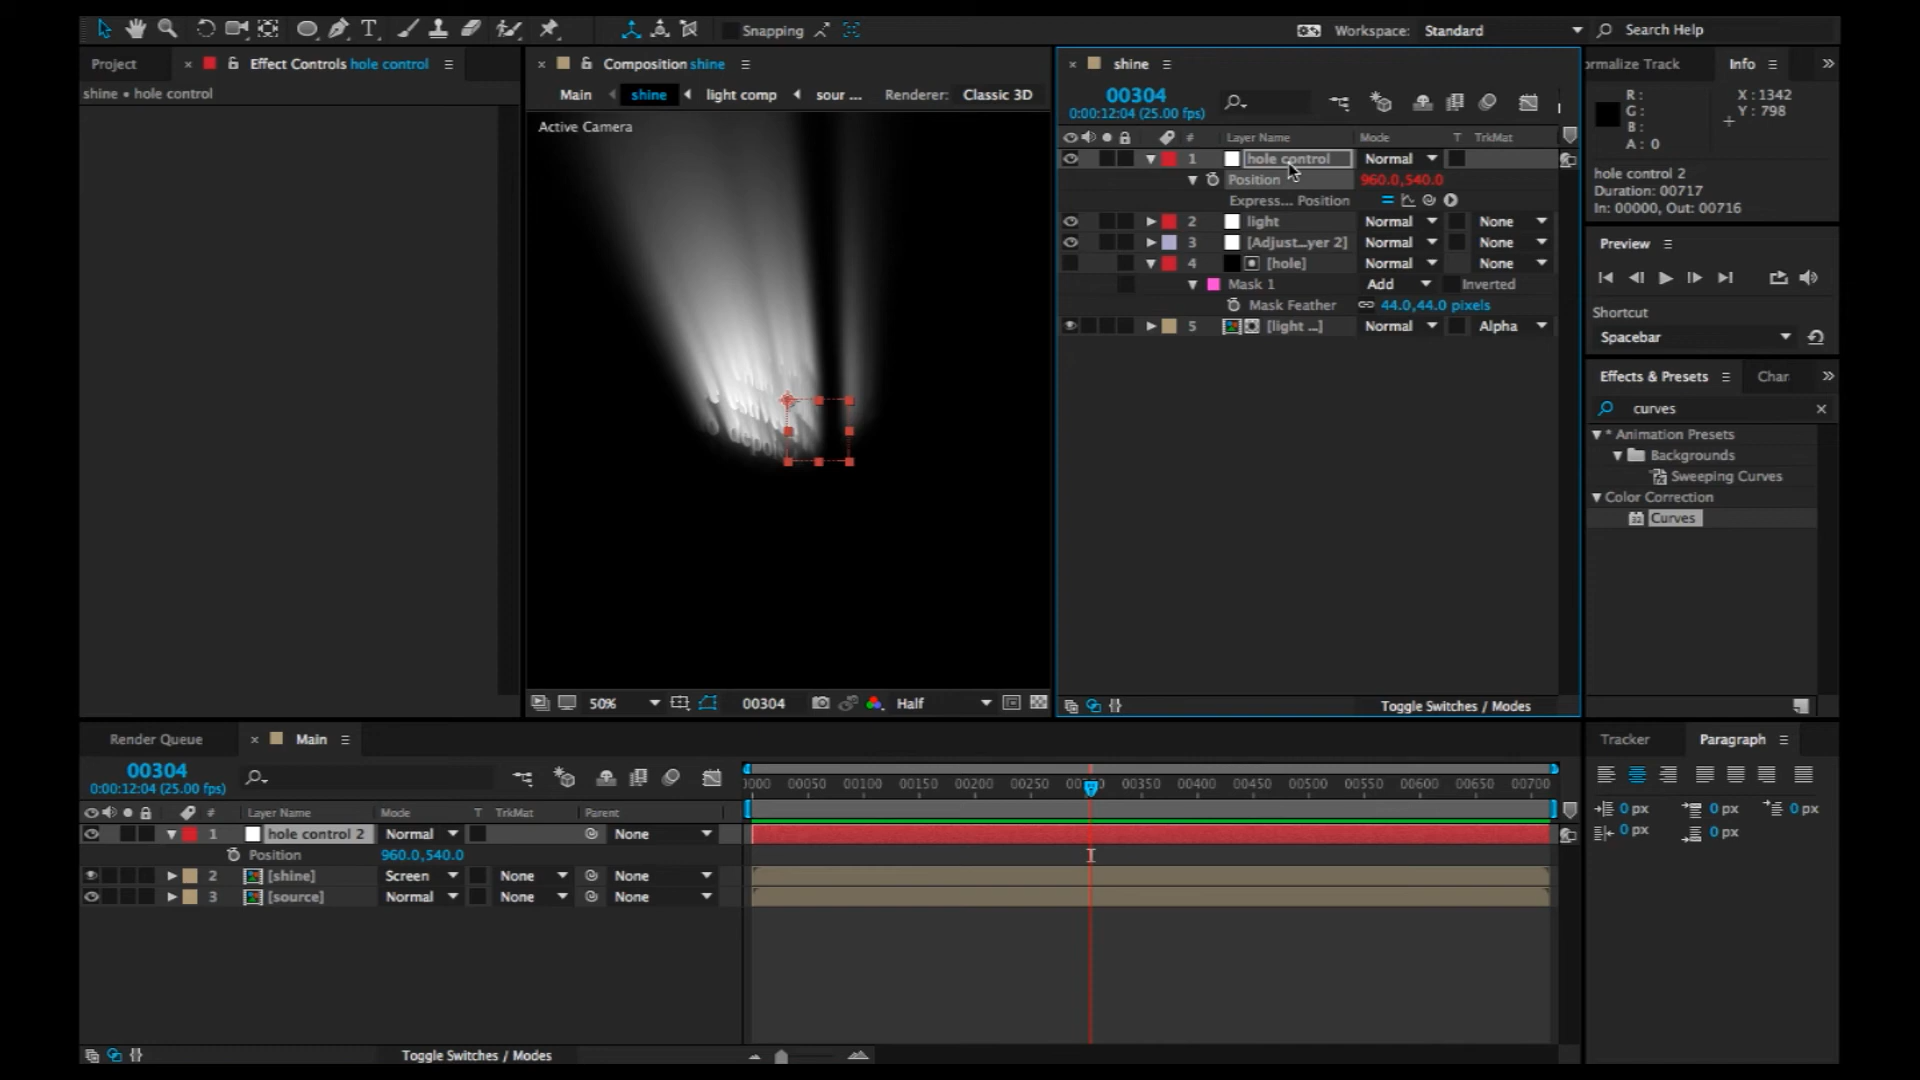 Snapping
Workspace: Standard
Search Help
Project
Effect Controls hole control
Composition shine
shine
ormalize Track
Info
shine • hole control
Main
shine
light comp
sour ...
Renderer:
Classic 3D
Active Camera
00304
0:00:12:04 (25.00 fps)
R :
G :
B :
A : 0
X : 1342
Y : 798
# Layer Name Mode T TrkMat
1 hole control Normal
Position 960.0,540.0
Express... Position
2 light Normal None
3 [Adjust...yer 2] Normal None
4 [hole] Normal None
Mask 1 Add Inverted
Mask Feather 44.0,44.0 pixels
5 [light ...] Normal Alpha
hole control 2
Duration: 00717
In: 00000, Out: 00716
Preview
Shortcut
Spacebar
Effects & Presets
Char
curves
* Animation Presets
Backgrounds
Sweeping Curves
Color Correction
32
Curves
50%
00304
Half
Toggle Switches / Modes
Render Queue
Main
Tracker
Paragraph
00304
0:00:12:04 (25.00 fps)
0000 00050 00100 00150 00200 00250 00350 00400 00450 00500 00550 00600 00650 00700
# Layer Name Mode T TrkMat Parent
1 hole control 2 Normal None
Position 960.0,540.0
2 [shine] Screen None None
3 [source] Normal None None
0 px 0 px 0 px
0 px 0 px
Toggle Switches / Modes